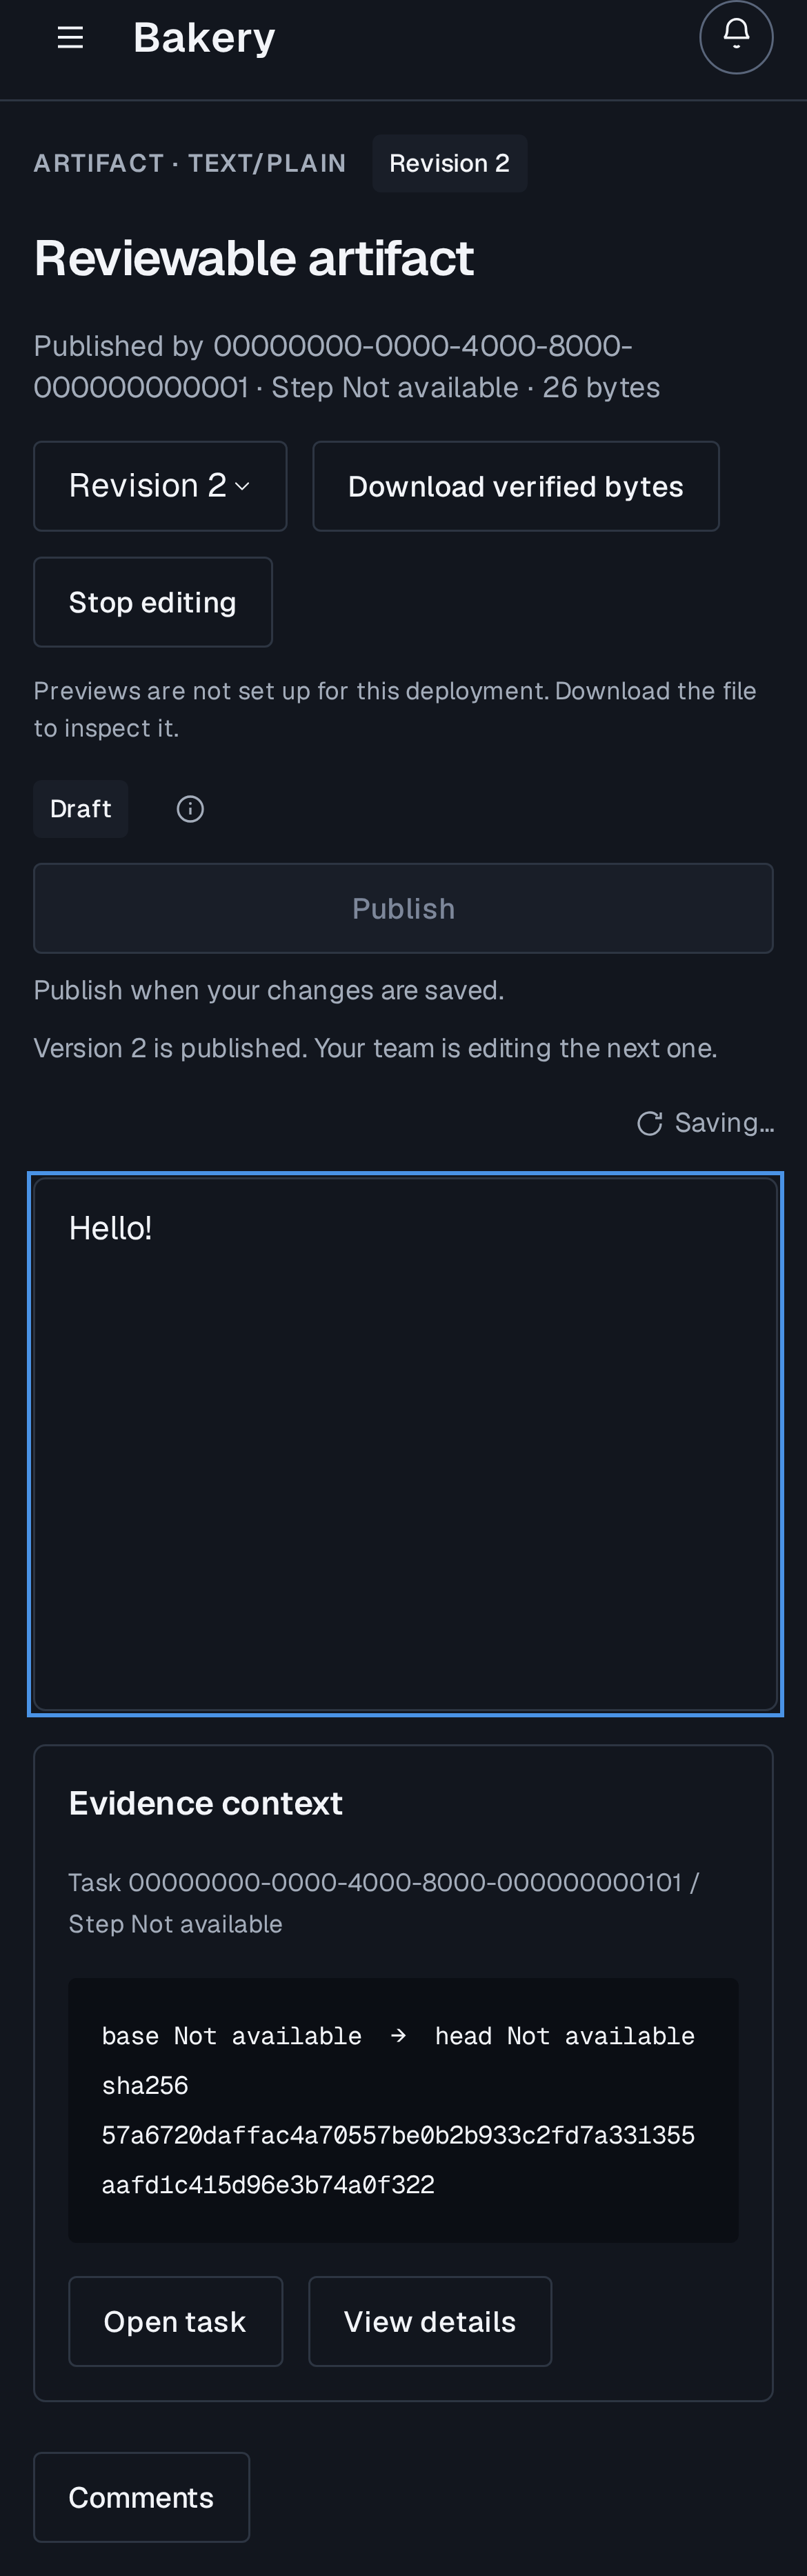 Bakery
ARTIFACT · TEXT/PLAIN Revision 2
Reviewable artifact
Published by 00000000-0000-4000-8000-
000000000001 · Step Not available · 26 bytes
Revision 2 Download verified bytes
Stop editing
Previews are not set up for this deployment. Download the file
to inspect it.
Draft
Publish
Publish when your changes are saved.
Version 2 is published. Your team is editing the next one.
Saving…
Hello!
Evidence context
Task 00000000-0000-4000-8000-000000000101 /
Step Not available
base Not available → head Not available
sha256
57a6720daffac4a70557be0b2b933c2fd7a331355
aafd1c415d96e3b74a0f322
Open task View details
Comments